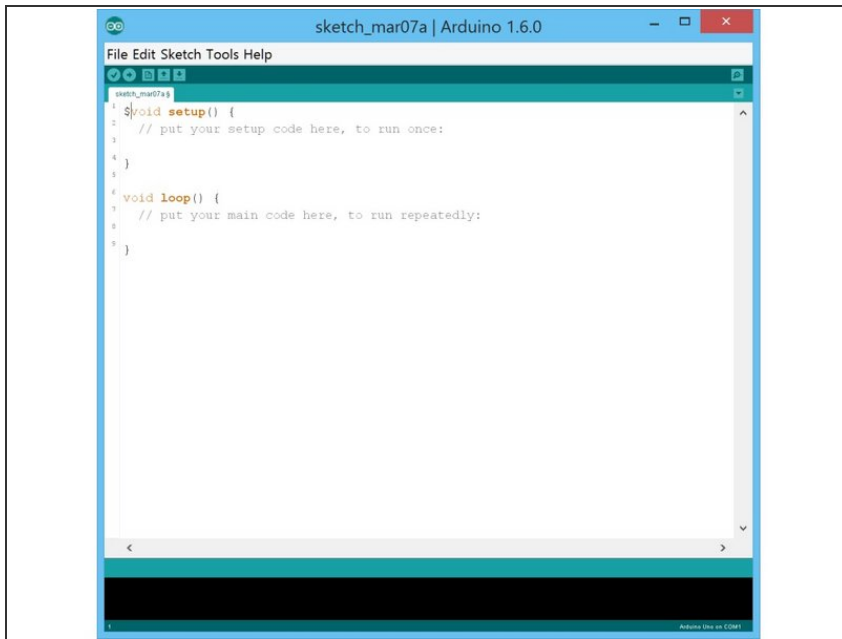 sketch_mar07a | Arduino 1.6.0
File Edit Sketch Tools Help
sketch_mar07a §
1 $void setup() {
2 // put your setup code here, to run once:
3
4 }
5
6 void loop() {
7 // put your main code here, to run repeatedly:
8
9 }
1 Arduino Uno on COM1